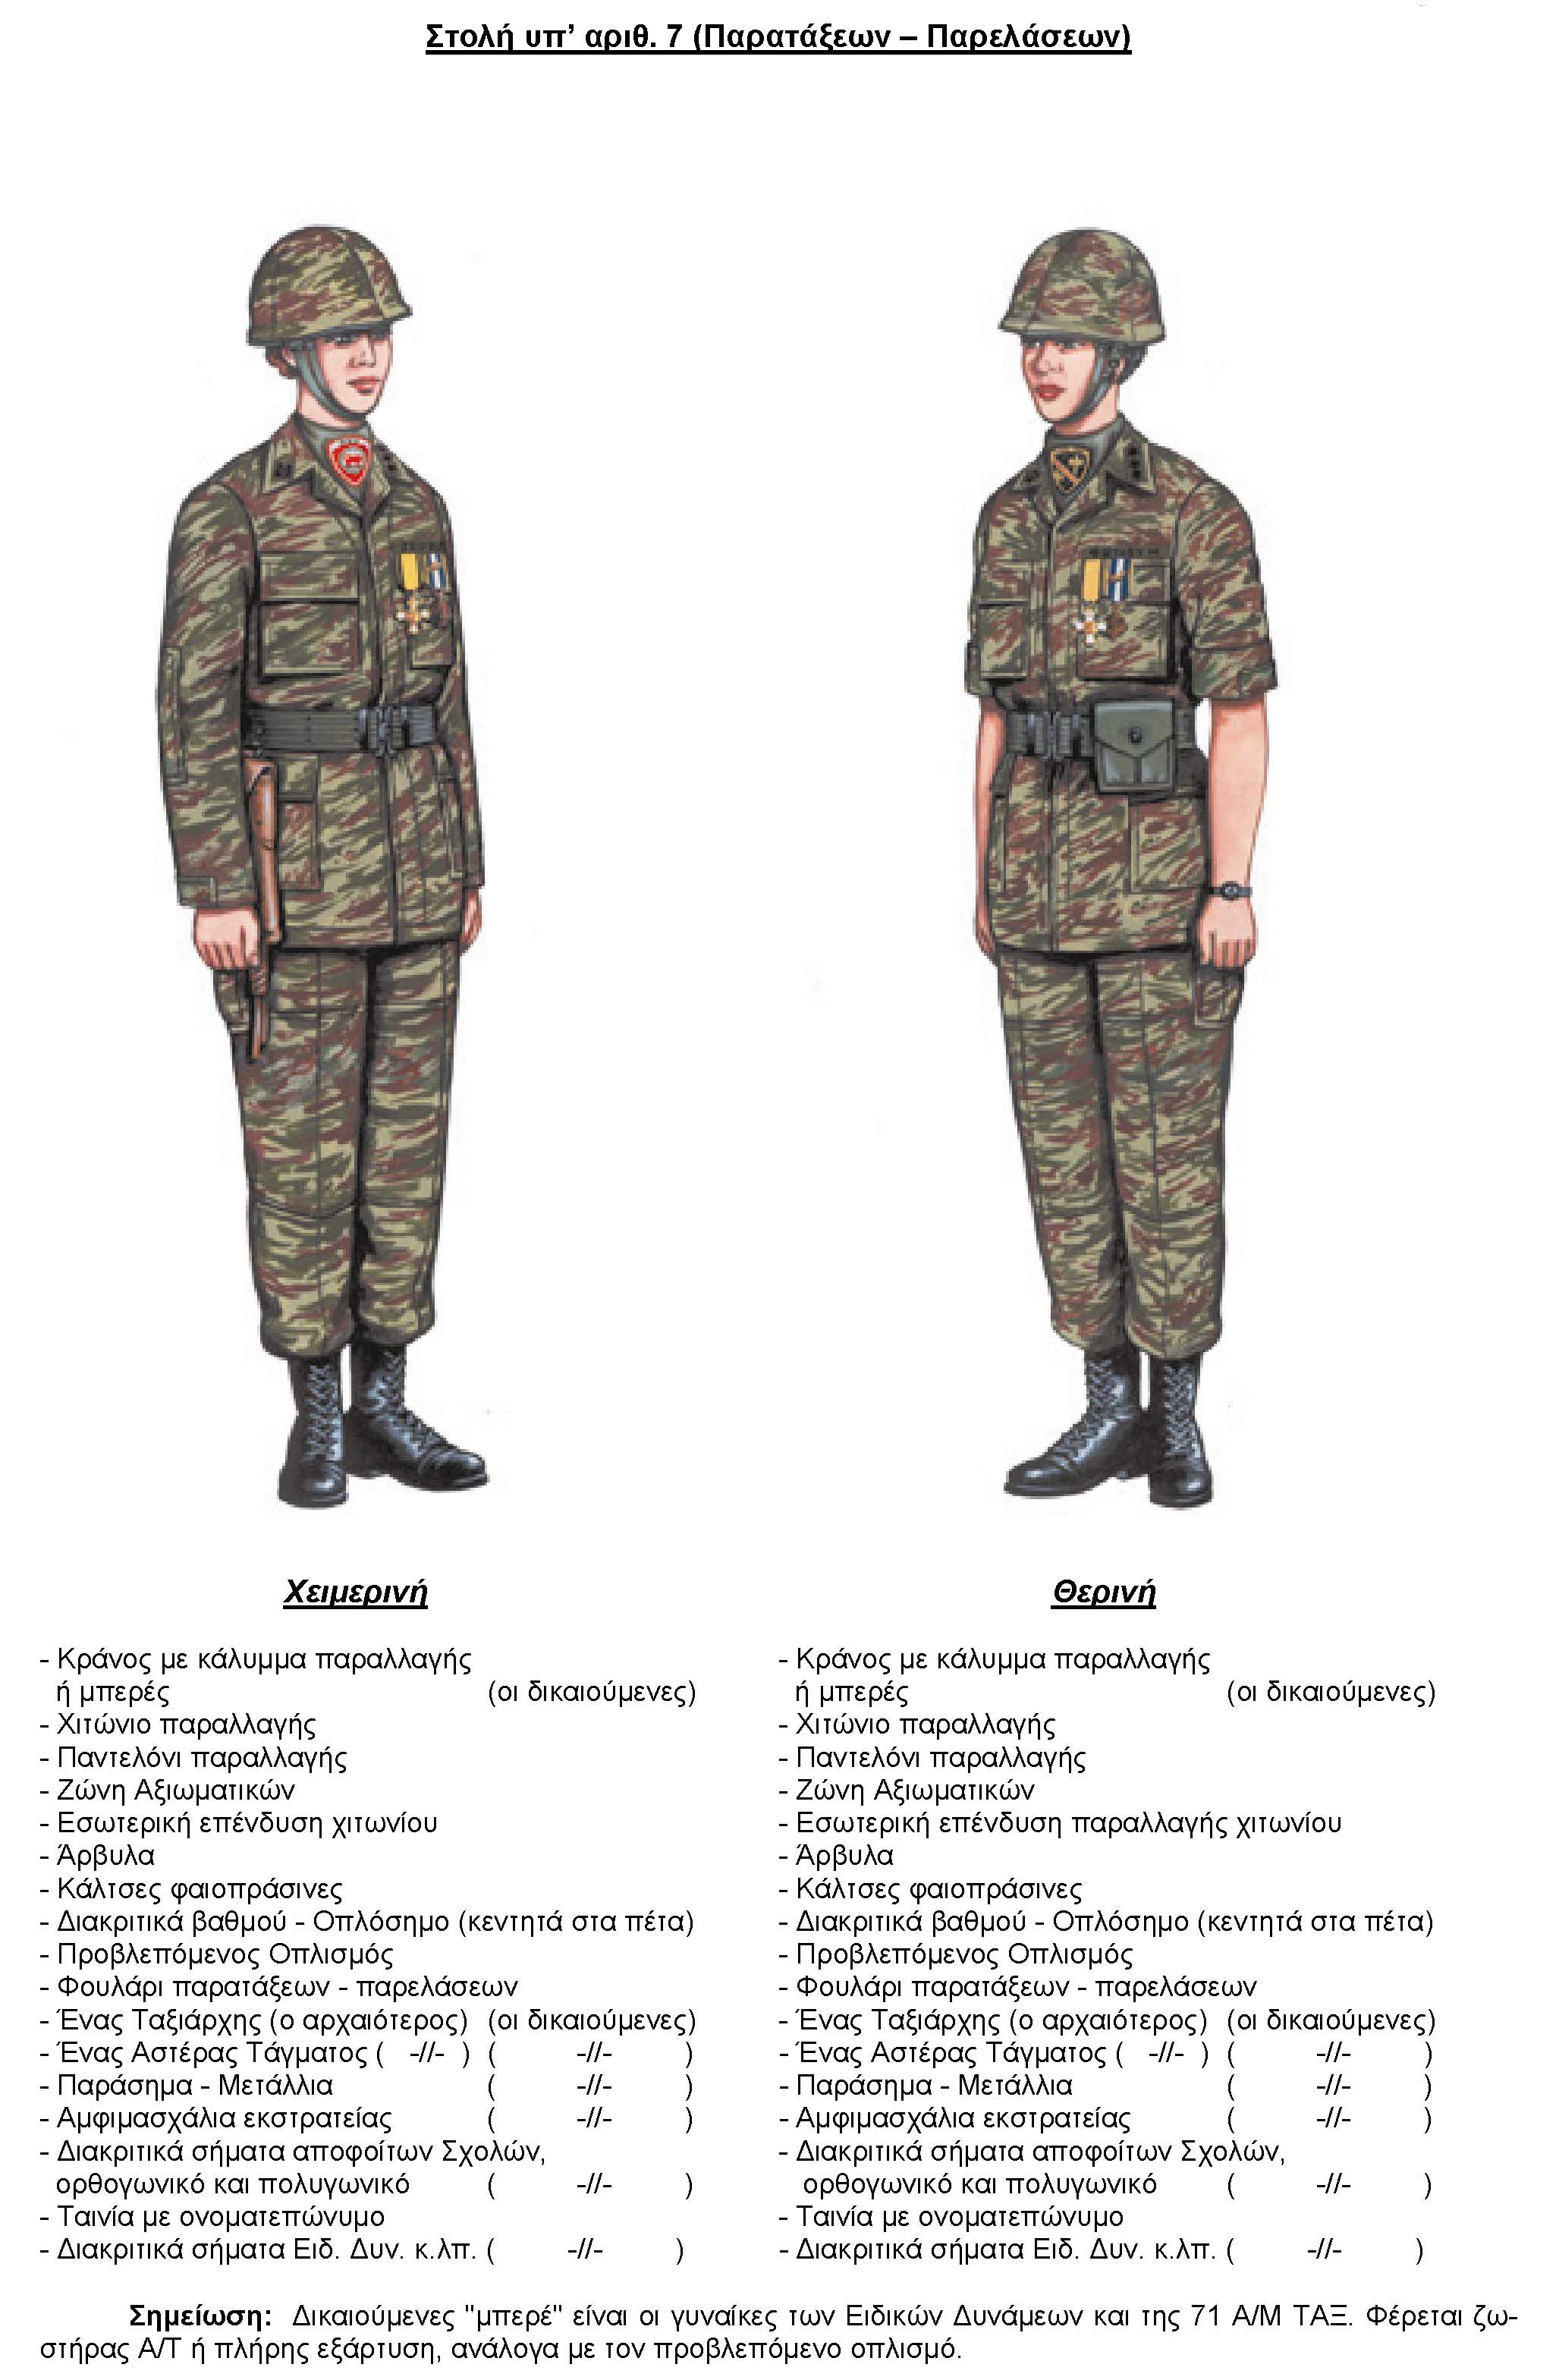 Στολή υπ’ αριθ. 7 (Παρατάξεων – Παρελάσεων)
Χειμερινή
- Κράνος με κάλυμμα παραλλαγής
ή μπερές (οι δικαιούμενες)
- Χιτώνιο παραλλαγής
- Παντελόνι παραλλαγής
- Ζώνη Αξιωματικών
- Εσωτερική επένδυση χιτωνίου
- Άρβυλα
- Κάλτσες φαιοπράσινες
- Διακριτικά βαθμού - Οπλόσημο (κεντητά στα πέτα)
- Προβλεπόμενος Οπλισμός
- Φουλάρι παρατάξεων - παρελάσεων
- Ένας Ταξιάρχης (ο αρχαιότερος) (οι δικαιούμενες)
- Ένας Αστέρας Τάγματος ( -//- ) ( -//- )
- Παράσημα - Μετάλλια ( -//- )
- Αμφιμασχάλια εκστρατείας ( -//- )
- Διακριτικά σήματα αποφοίτων Σχολών,
ορθογωνικό και πολυγωνικό ( -//- )
- Ταινία με ονοματεπώνυμο
- Διακριτικά σήματα Ειδ. Δυν. κ.λπ. ( -//- )
Θερινή
- Κράνος με κάλυμμα παραλλαγής
ή μπερές (οι δικαιούμενες)
- Χιτώνιο παραλλαγής
- Παντελόνι παραλλαγής
- Ζώνη Αξιωματικών
- Εσωτερική επένδυση παραλλαγής χιτωνίου
- Άρβυλα
- Κάλτσες φαιοπράσινες
- Διακριτικά βαθμού - Οπλόσημο (κεντητά στα πέτα)
- Προβλεπόμενος Οπλισμός
- Φουλάρι παρατάξεων - παρελάσεων
- Ένας Ταξιάρχης (ο αρχαιότερος) (οι δικαιούμενες)
- Ένας Αστέρας Τάγματος ( -//- ) ( -//- )
- Παράσημα - Μετάλλια ( -//- )
- Αμφιμασχάλια εκστρατείας ( -//- )
- Διακριτικά σήματα αποφοίτων Σχολών,
ορθογωνικό και πολυγωνικό ( -//- )
- Ταινία με ονοματεπώνυμο
- Διακριτικά σήματα Ειδ. Δυν. κ.λπ. ( -//- )
Σημείωση: Δικαιούμενες "μπερέ" είναι οι γυναίκες των Ειδικών Δυνάμεων και της 71 Α/Μ ΤΑΞ. Φέρεται ζω-
στήρας Α/Τ ή πλήρης εξάρτυση, ανάλογα με τον προβλεπόμενο οπλισμό.